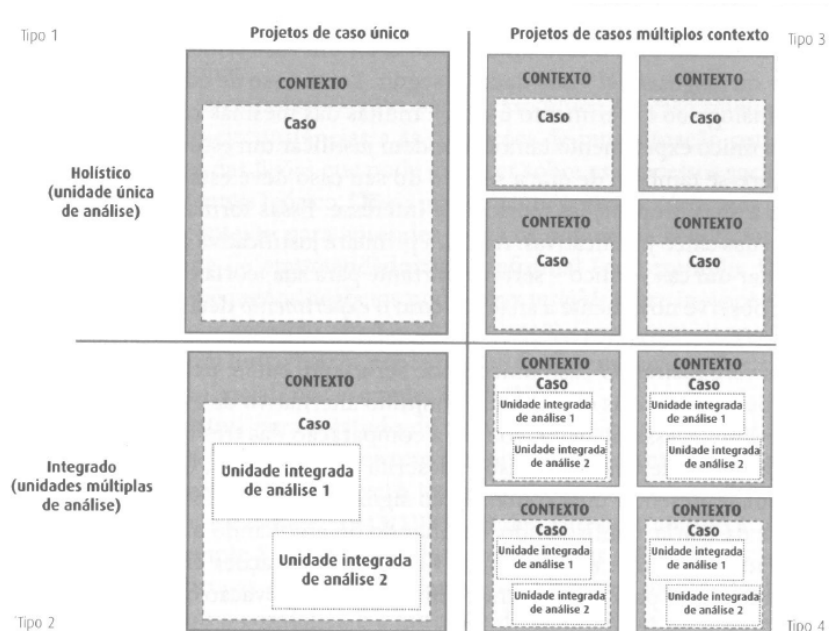 Tipo 1
Projetos de caso único
Projetos de casos múltiplos contexto
Tipo 3
Holístico
(unidade única
de análise)
CONTEXTO
Caso
CONTEXTO
Caso
CONTEXTO
Caso
CONTEXTO
Caso
CONTEXTO
Caso
Integrado
(unidades múltiplas
de análise)
CONTEXTO
Caso
Unidade integrada
de análise 1
Unidade integrada
de análise 2
CONTEXTO
Caso
Unidade integrada
de análise 1
Unidade integrada
de análise 2
CONTEXTO
Caso
Unidade integrada
de análise 1
Unidade integrada
de análise 2
CONTEXTO
Caso
Unidade integrada
de análise 1
Unidade integrada
de análise 2
CONTEXTO
Caso
Unidade integrada
de análise 1
Unidade integrada
de análise 2
Tipo 2
Tipo 4